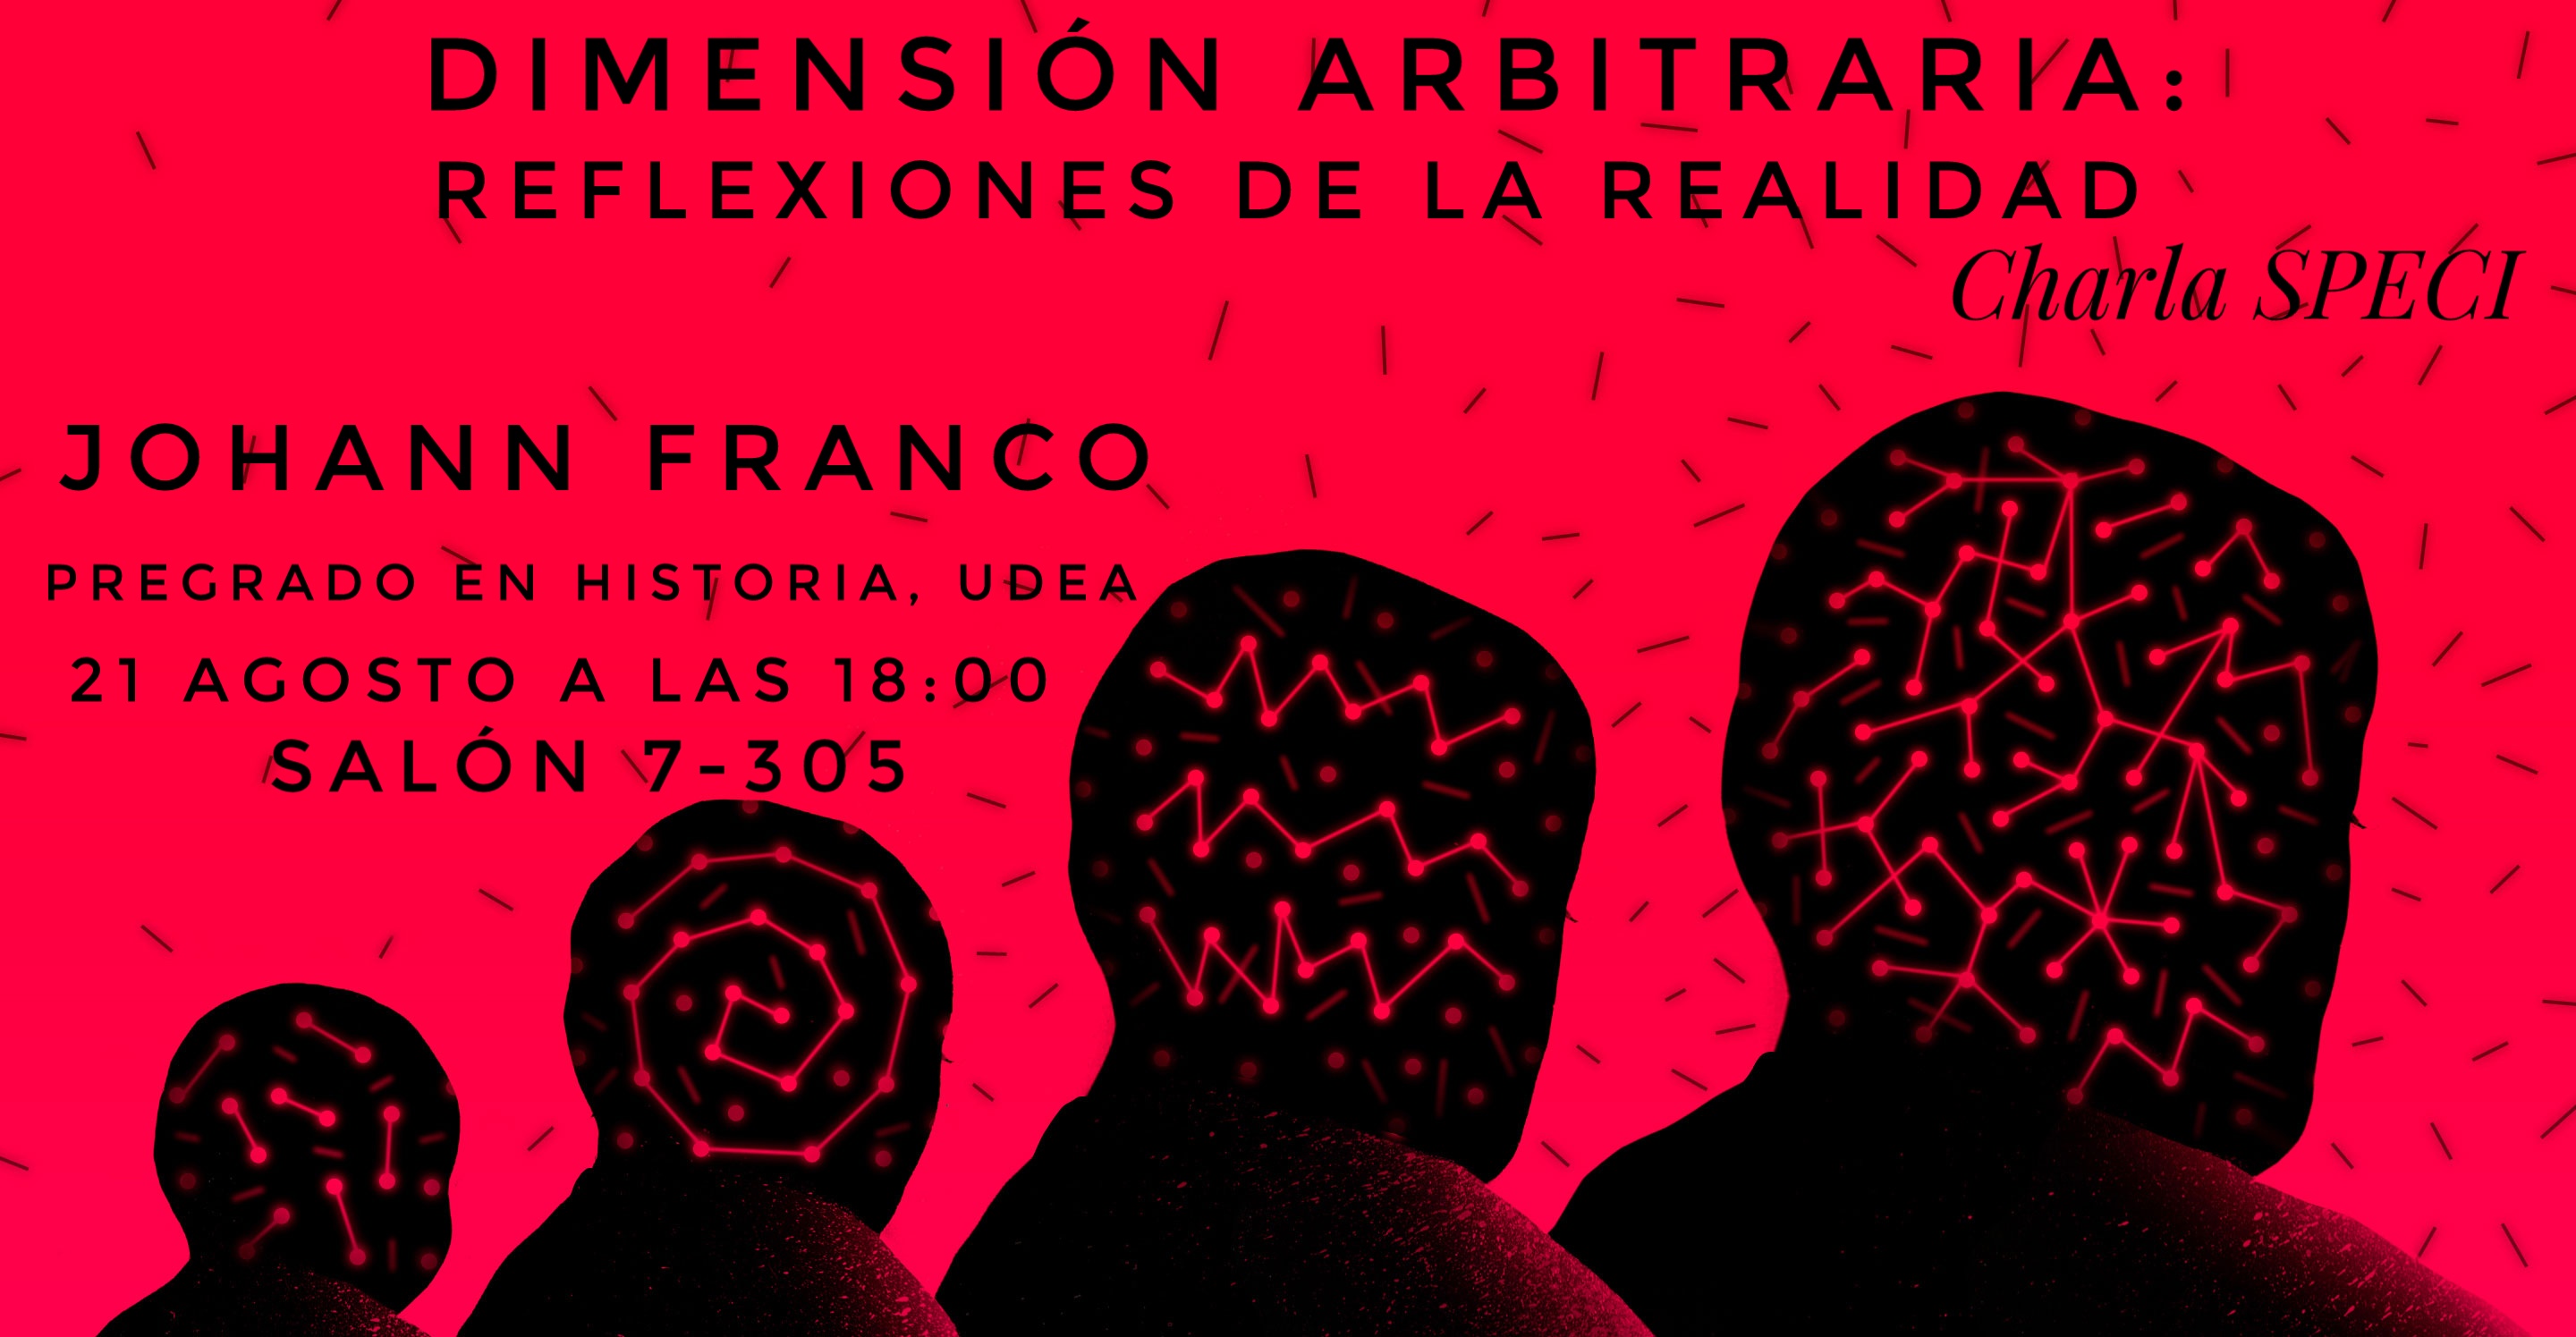 DIMENSIÓN ARBITRARIA:
REFLEXIONES DE LA REALIDAD
Charla SPECI
JOHANN FRANCO
PREGRADO EN HISTORIA, UDEA
21 AGOSTO A LAS 18:00
SALÓN 7-305